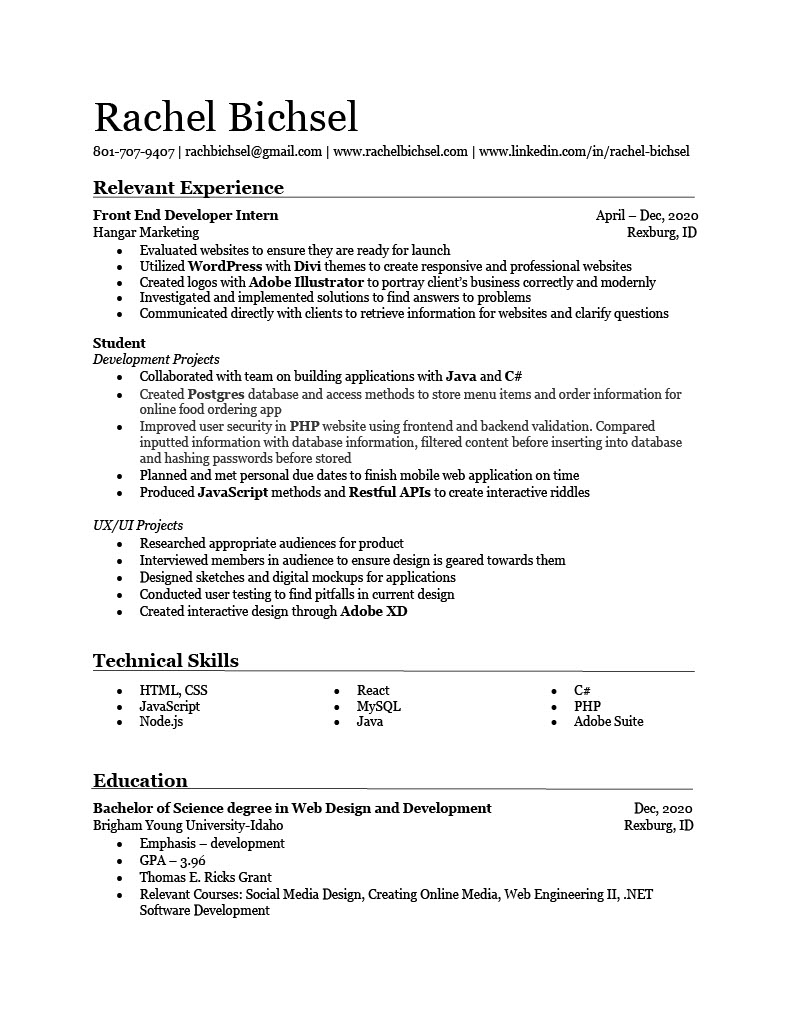 Rachel Bichsel
801-707-9407 | rachbichsel@gmail.com | www.rachelbichsel.com | www.linkedin.com/in/rachel-bichsel
Relevant Experience
Front End Developer Intern April – Dec, 2020
Hangar Marketing Rexburg, ID
• Evaluated websites to ensure they are ready for launch
• Utilized WordPress with Divi themes to create responsive and professional websites
• Created logos with Adobe Illustrator to portray client's business correctly and modernly
• Investigated and implemented solutions to find answers to problems
• Communicated directly with clients to retrieve information for websites and clarify questions
Student
Development Projects
• Collaborated with team on building applications with Java and C#
• Created Postgres database and access methods to store menu items and order information for
online food ordering app
• Improved user security in PHP website using frontend and backend validation. Compared
inputted information with database information, filtered content before inserting into database
and hashing passwords before stored
• Planned and met personal due dates to finish mobile web application on time
• Produced JavaScript methods and Restful APIs to create interactive riddles
UX/UI Projects
• Researched appropriate audiences for product
• Interviewed members in audience to ensure design is geared towards them
• Designed sketches and digital mockups for applications
• Conducted user testing to find pitfalls in current design
• Created interactive design through Adobe XD
Technical Skills
• HTML, CSS • React • C#
• JavaScript • MySQL • PHP
• Node.js • Java • Adobe Suite
Education
Bachelor of Science degree in Web Design and Development Dec, 2020
Brigham Young University-Idaho Rexburg, ID
• Emphasis – development
• GPA – 3.96
• Thomas E. Ricks Grant
• Relevant Courses: Social Media Design, Creating Online Media, Web Engineering II, .NET
Software Development